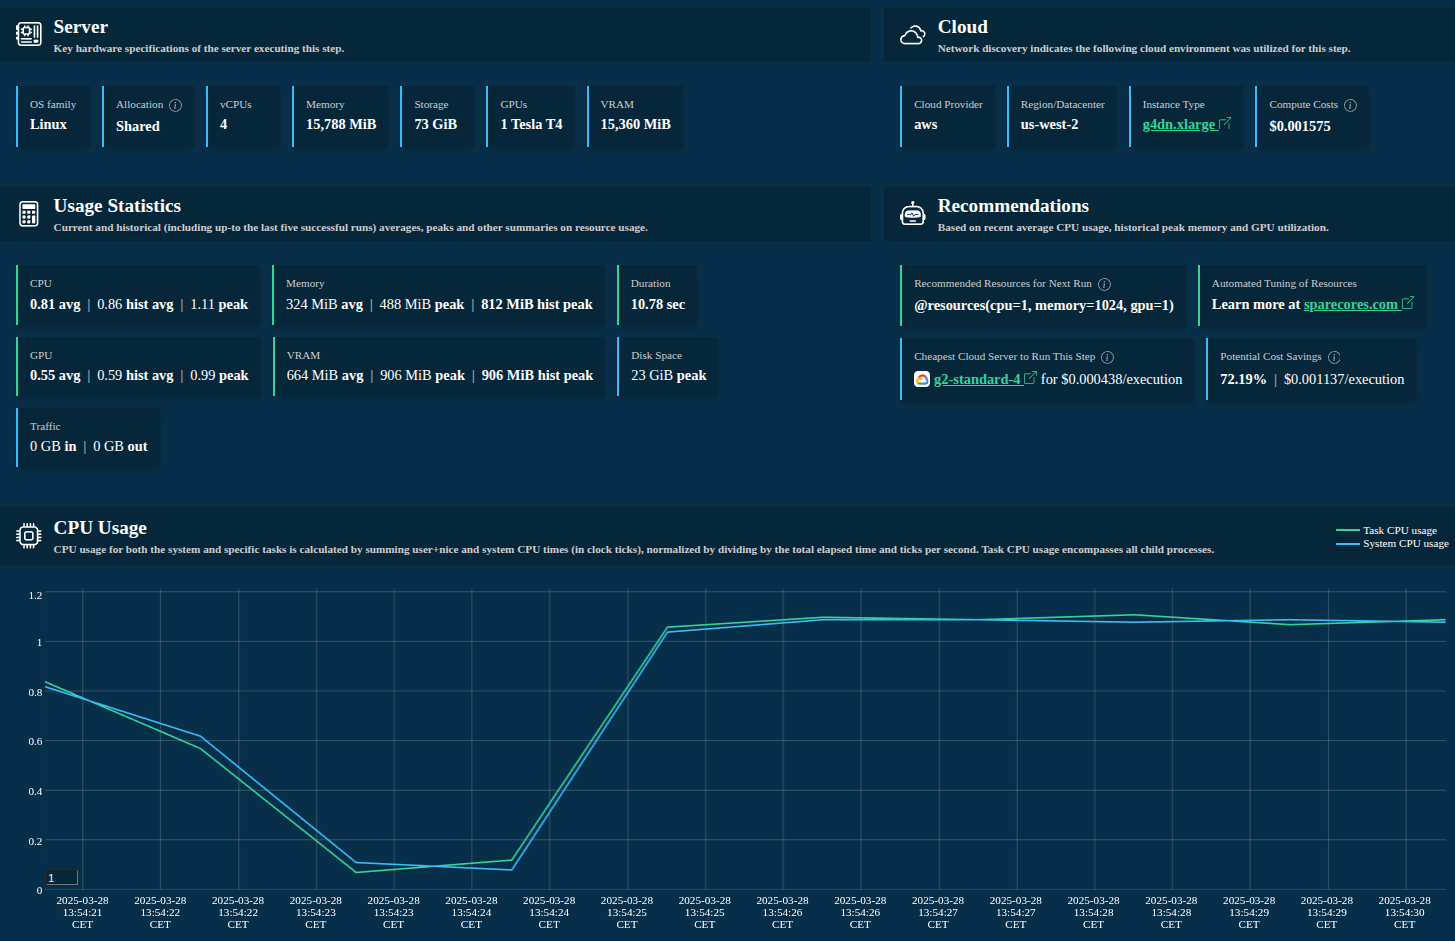 Server
Key hardware specifications of the server executing this step.
Cloud
Network discovery indicates the following cloud environment was utilized for this step.
OS family
Linux
Allocation i
Shared
vCPUs
4
Memory
15,788 MiB
Storage
73 GiB
GPUs
1 Tesla T4
VRAM
15,360 MiB
Cloud Provider
aws
Region/Datacenter
us-west-2
Instance Type
g4dn.xlarge
Compute Costs i
$0.001575
Usage Statistics
Current and historical (including up-to the last five successful runs) averages, peaks and other summaries on resource usage.
Recommendations
Based on recent average CPU usage, historical peak memory and GPU utilization.
CPU
0.81 avg | 0.86 hist avg | 1.11 peak
Memory
324 MiB avg | 488 MiB peak | 812 MiB hist peak
Duration
10.78 sec
GPU
0.55 avg | 0.59 hist avg | 0.99 peak
VRAM
664 MiB avg | 906 MiB peak | 906 MiB hist peak
Disk Space
23 GiB peak
Traffic
0 GB in | 0 GB out
Recommended Resources for Next Run i
@resources(cpu=1, memory=1024, gpu=1)
Automated Tuning of Resources
Learn more at sparecores.com
Cheapest Cloud Server to Run This Step i
g2-standard-4 for $0.000438/execution
Potential Cost Savings i
72.19% | $0.001137/execution
CPU Usage
CPU usage for both the system and specific tasks is calculated by summing user+nice and system CPU times (in clock ticks), normalized by dividing by the total elapsed time and ticks per second. Task CPU usage encompasses all child processes.
Task CPU usage
System CPU usage
1.2
1
0.8
0.6
0.4
0.2
0
1
2025-03-28 2025-03-28 2025-03-28 2025-03-28 2025-03-28 2025-03-28 2025-03-28 2025-03-28 2025-03-28 2025-03-28 2025-03-28 2025-03-28 2025-03-28 2025-03-28 2025-03-28 2025-03-28 2025-03-28 2025-03-28
13:54:21 13:54:22 13:54:22 13:54:23 13:54:23 13:54:24 13:54:24 13:54:25 13:54:25 13:54:26 13:54:26 13:54:27 13:54:27 13:54:28 13:54:28 13:54:29 13:54:29 13:54:30
CET CET CET CET CET CET CET CET CET CET CET CET CET CET CET CET CET CET